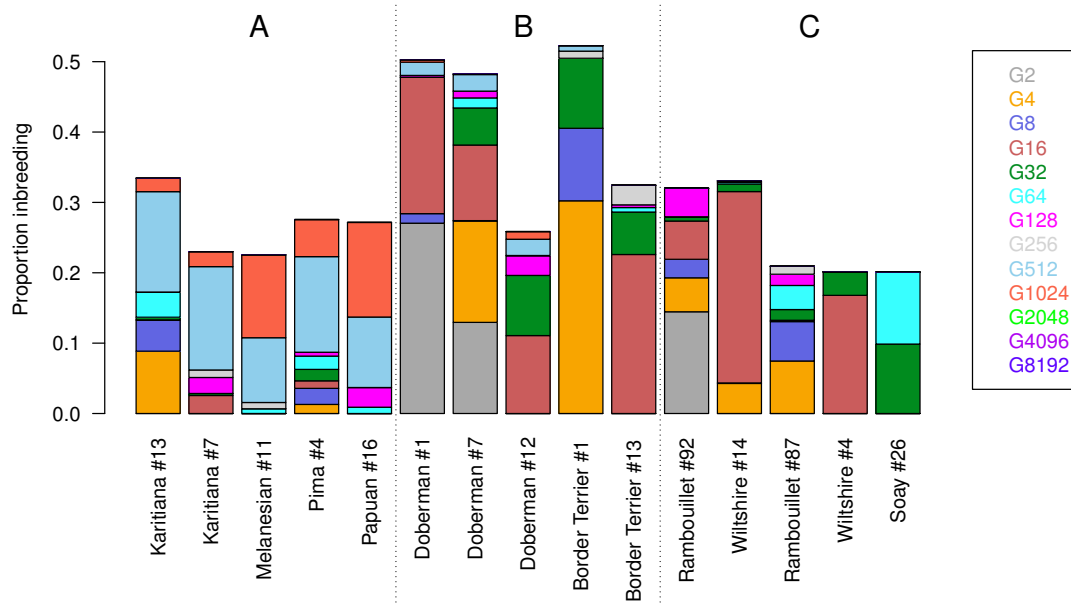 A B C
Proportion inbreeding
0.5
0.4
0.3
0.2
0.1
0.0
Karitiana #13
Karitiana #7
Melanesian #11
Pima #4
Papuan #16
Doberman #1
Doberman #7
Doberman #12
Border Terrier #1
Border Terrier #13
Rambouillet #92
Wiltshire #14
Rambouillet #87
Wiltshire #4
Soay #26
G2
G4
G8
G16
G32
G64
G128
G256
G512
G1024
G2048
G4096
G8192